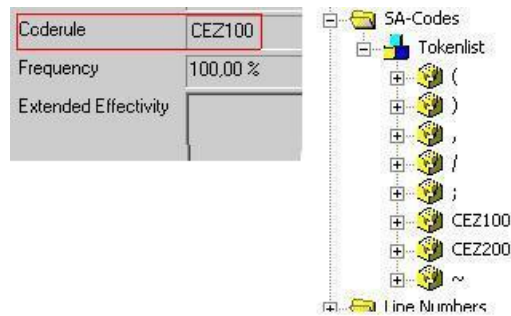 Coderule CEZ100
Frequency 100,00 %
Extended Effectivity
SA-Codes
Tokenlist
(
)
,
/
;
CEZ100
CEZ200
~
Line Numbers